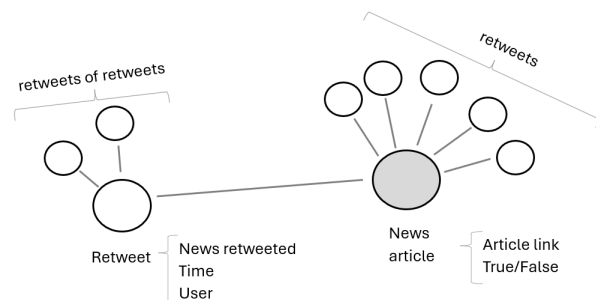 retweets
retweets of retweets
Retweet
News retweeted
Time
User
News
article
Article link
True/False